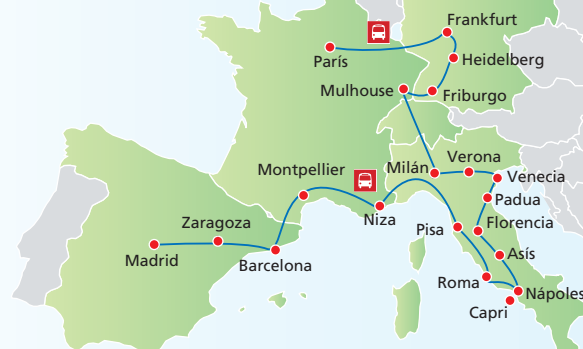 Frankfurt
París
Heidelberg
Mulhouse
Friburgo
Montpellier
Milán
Verona
Venecia
Padua
Niza
Zaragoza
Pisa
Florencia
Madrid
Barcelona
Asís
Roma
Nápoles
Capri